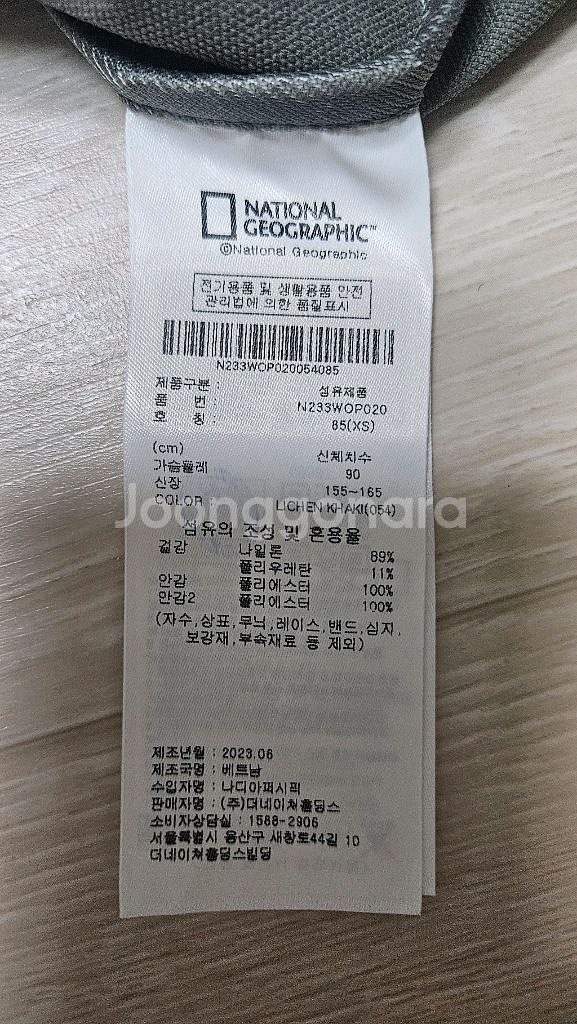 NATIONAL
GEOGRAPHIC™
©National Geographic
전기용품 및 생활용품 안전
관리법에 의한 품질표시
N233WOP020054085
제품구분 : 섬유제품
품 번 : N233WOP020
호 칭 : 85(XS)
(cm) 신체치수
가슴둘레 90
신장 155~165
COLOR : LICHEN KHAKI(054)
Joonggonara
섬유의 조성 및 혼용율
겉감 나일론 89%
폴리우레탄 11%
안감 폴리에스터 100%
안감2 폴리에스터 100%
(자수,상표,무늬,레이스,밴드,심지,
보강재,부속재료 등 제외)
제조년월 : 2023.06
제조국명 : 베트남
수입자명 : 나디아퍼시픽
판매자명 : (주)더네이쳐홀딩스
소비자상담실 : 1588-2906
서울특별시 용산구 새창로44길 10
더네이쳐홀딩스빌딩